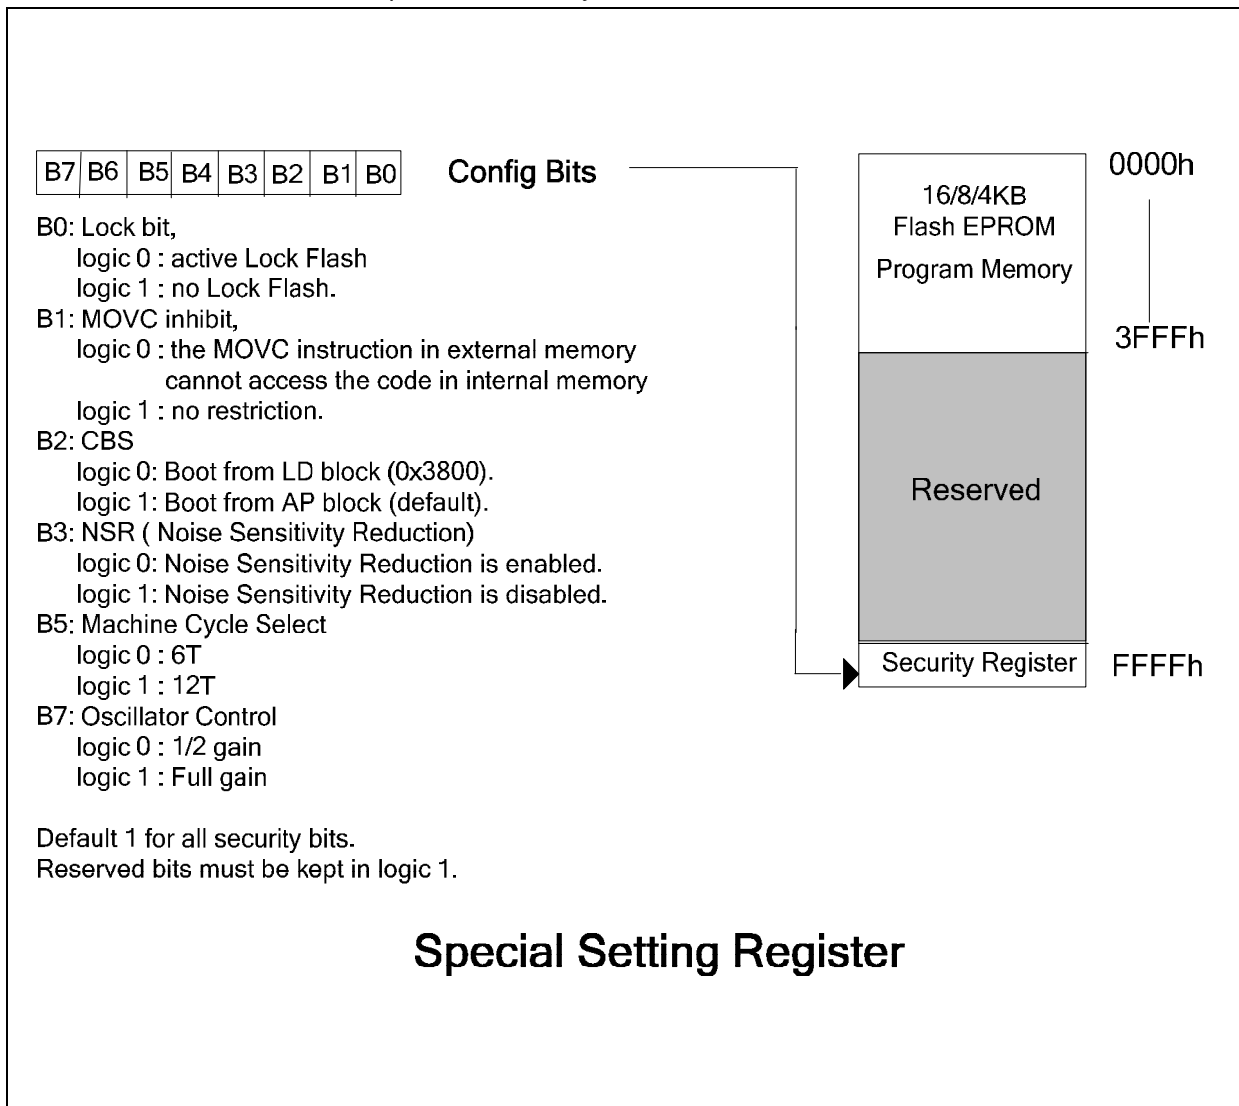 B7 B6 B5 B4 B3 B2 B1 B0
Config Bits
B0: Lock bit,
logic 0 : active Lock Flash
logic 1 : no Lock Flash.
B1: MOVC inhibit,
logic 0 : the MOVC instruction in external memory
cannot access the code in internal memory
logic 1 : no restriction.
B2: CBS
logic 0: Boot from LD block (0x3800).
logic 1: Boot from AP block (default).
B3: NSR ( Noise Sensitivity Reduction)
logic 0: Noise Sensitivity Reduction is enabled.
logic 1: Noise Sensitivity Reduction is disabled.
B5: Machine Cycle Select
logic 0 : 6T
logic 1 : 12T
B7: Oscillator Control
logic 0 : 1/2 gain
logic 1 : Full gain
Default 1 for all security bits.
Reserved bits must be kept in logic 1.
16/8/4KB
Flash EPROM
Program Memory
0000h
3FFFh
Reserved
Security Register
FFFFh
Special Setting Register